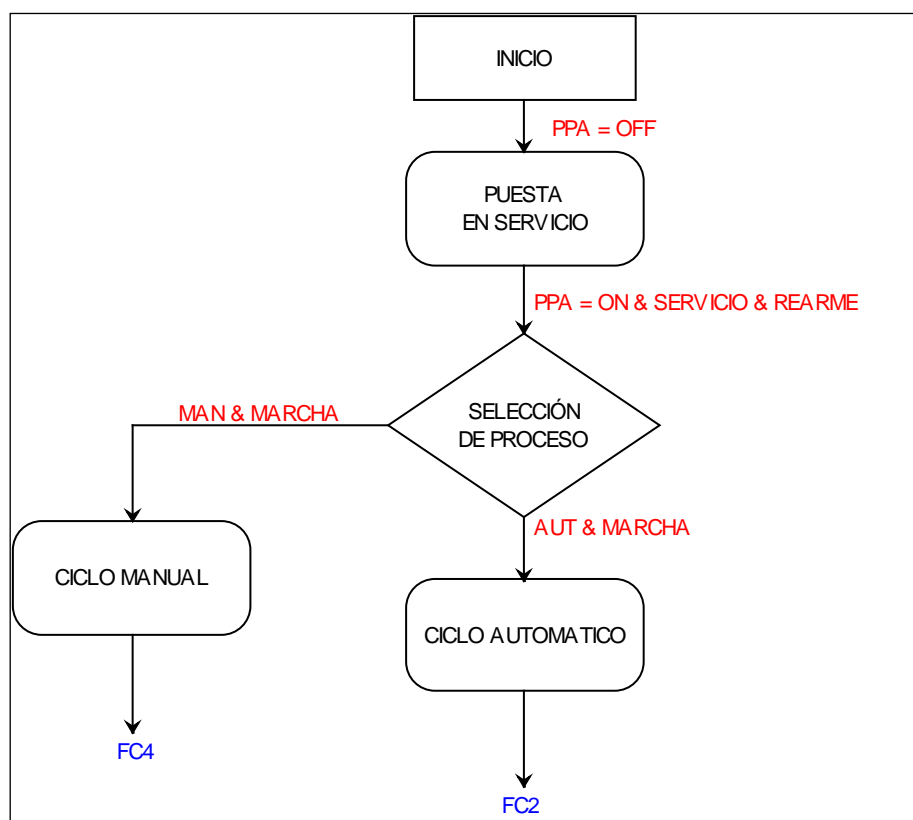 INICIO
PPA = OFF
PUESTA
EN SERVICIO
PPA = ON & SERVICIO & REARME
SELECCIÓN
DE PROCESO
MAN & MARCHA
AUT & MARCHA
CICLO MANUAL
CICLO AUTOMATICO
FC4
FC2